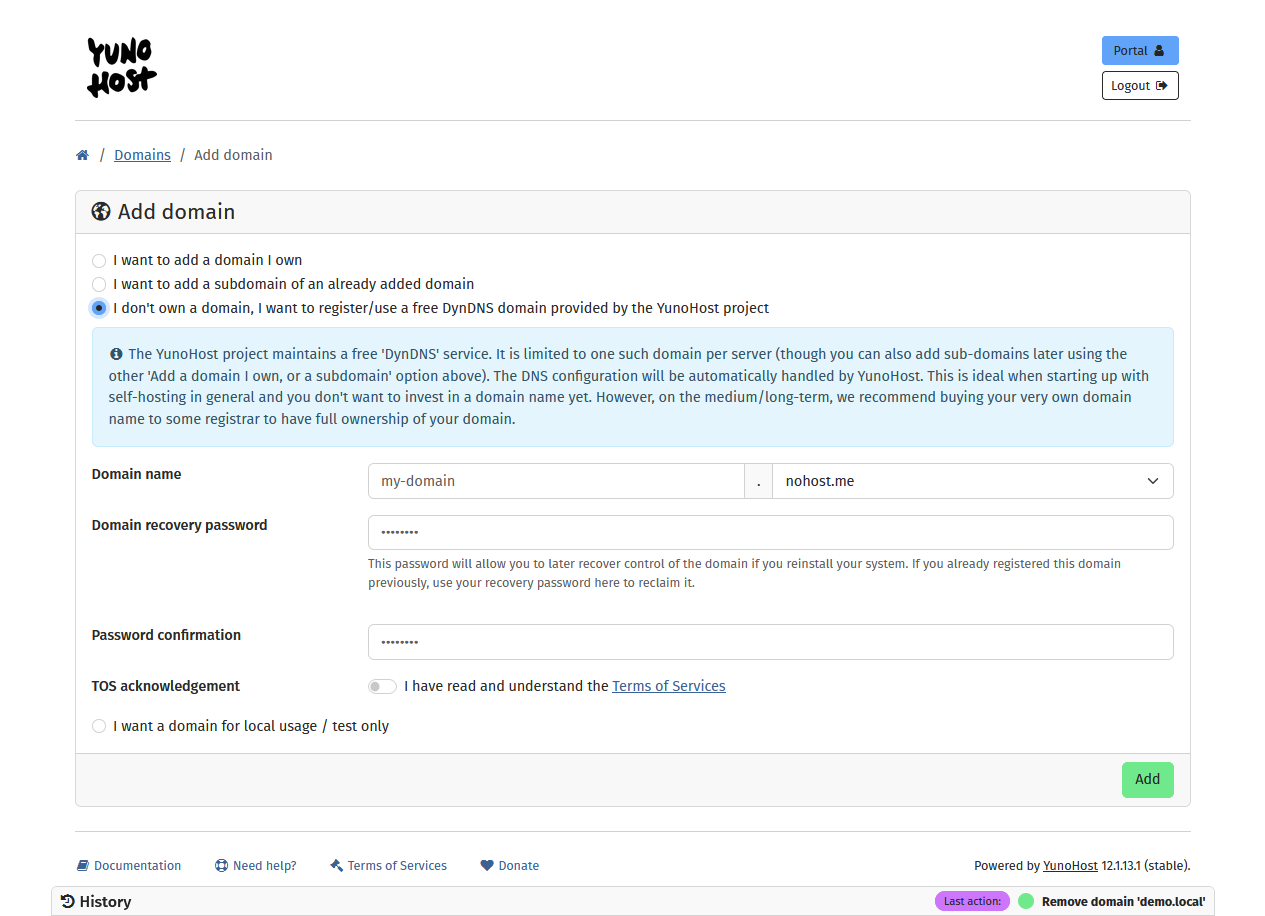 YUNO
HOST
Portal
Logout
/ Domains / Add domain
Add domain
I want to add a domain I own
I want to add a subdomain of an already added domain
I don't own a domain, I want to register/use a free DynDNS domain provided by the YunoHost project
The YunoHost project maintains a free 'DynDNS' service. It is limited to one such domain per server (though you can also add sub-domains later using the
other 'Add a domain I own, or a subdomain' option above). The DNS configuration will be automatically handled by YunoHost. This is ideal when starting up with
self-hosting in general and you don't want to invest in a domain name yet. However, on the medium/long-term, we recommend buying your very own domain
name to some registrar to have full ownership of your domain.
Domain name my-domain . nohost.me
Domain recovery password ••••••••
This password will allow you to later recover control of the domain if you reinstall your system. If you already registered this domain
previously, use your recovery password here to reclaim it.
Password confirmation ••••••••
TOS acknowledgement I have read and understand the Terms of Services
I want a domain for local usage / test only
Add
Documentation Need help? Terms of Services Donate Powered by YunoHost 12.1.13.1 (stable).
History Last action: Remove domain 'demo.local'